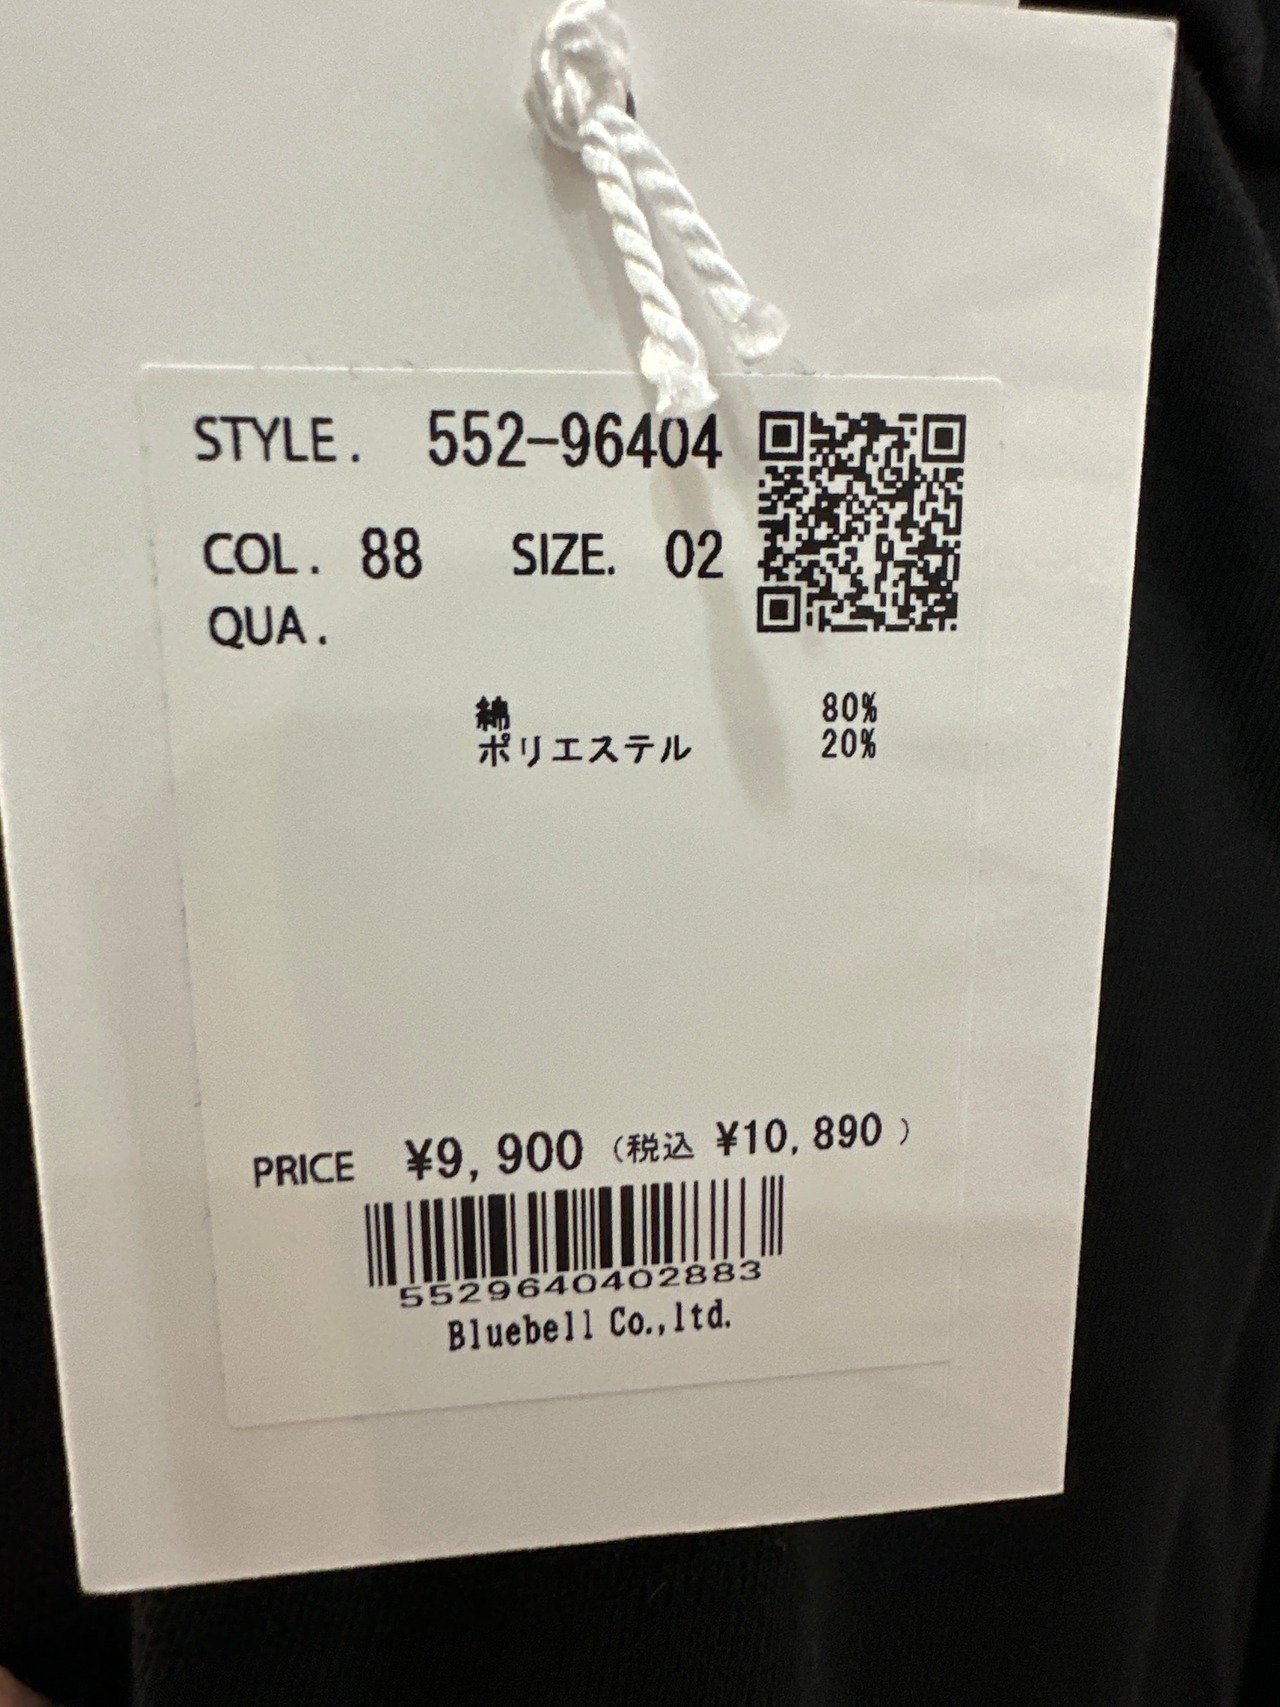 STYLE. 552-96404
COL. 88 SIZE. 02
QUA.
綿 80%
ポリエステル 20%
PRICE ¥9,900 (税込 ¥10,890 )
5529640402883
Bluebell Co.,ltd.